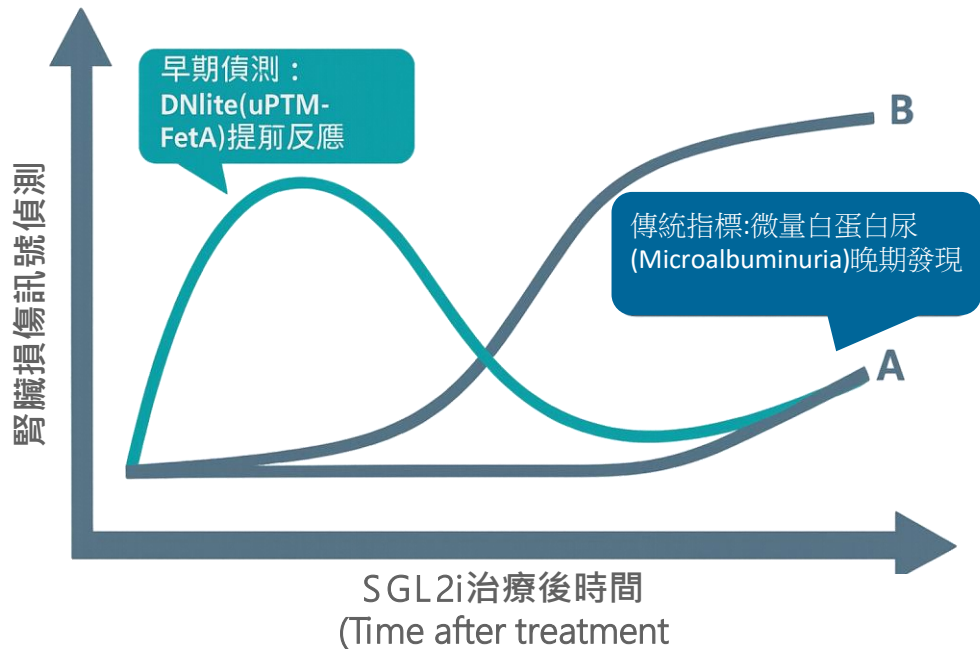 早期偵測：
DNlite(uPTM-
FetA)提前反應
B
傳統指標:微量白蛋白尿
(Microalbuminuria)晚期發現
A
腎臟損傷訊號偵測
SGL2i治療後時間
(Time after treatment